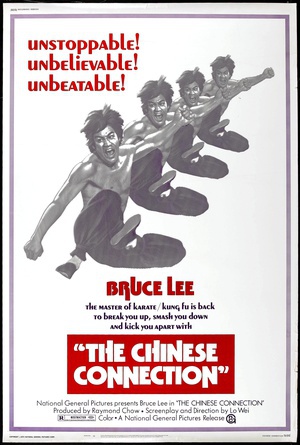 unstoppable!
unbelievable!
unbeatable!
BRUCE LEE
the MASTER of KARATE / KUNG FU is BACK
to BREAK you UP, SMASH you DOWN
and KICK you APART with
"THE CHINESE
CONNECTION"
National General Pictures presents Bruce Lee in "THE CHINESE CONNECTION"
Produced by Raymond Chow • Screenplay and Direction by Lo Wei
R RESTRICTED Color • A National General Pictures Release